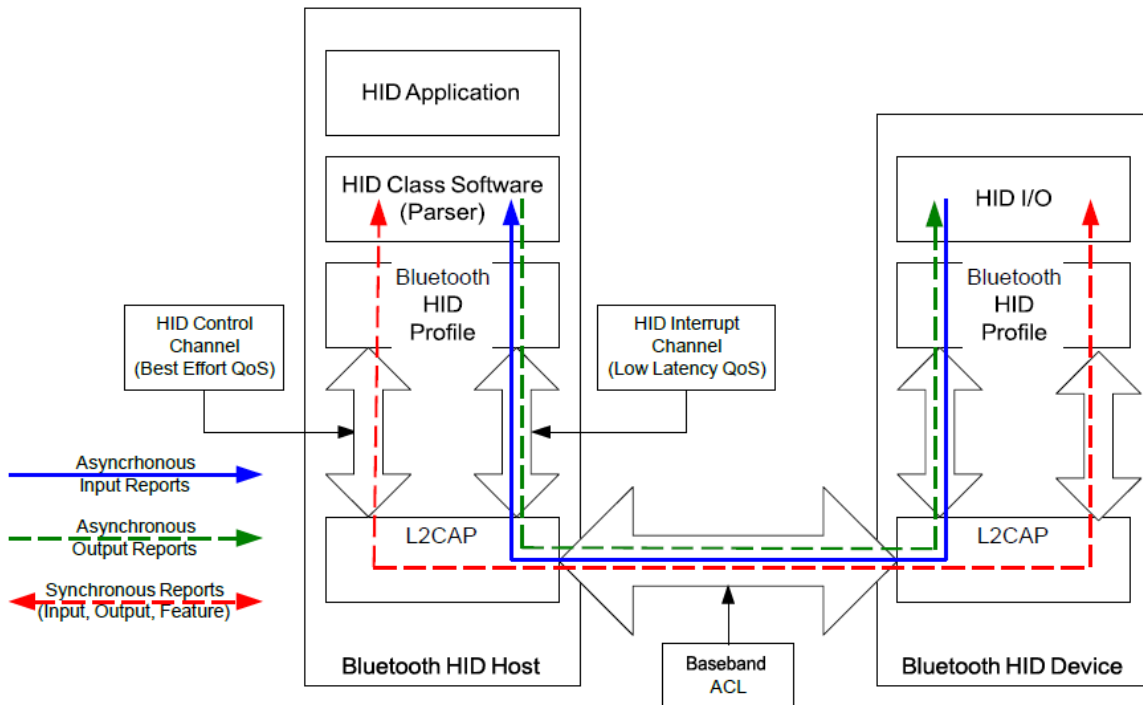 HID Application
HID Class Software
(Parser)
Bluetooth
HID
Profile
HID Control
Channel
(Best Effort QoS)
HID Interrupt
Channel
(Low Latency QoS)
L2CAP
Bluetooth HID Host
HID I/O
Bluetooth
HID
Profile
L2CAP
Bluetooth HID Device
Baseband
ACL
Asyncrhonous
Input Reports
Asynchronous
Output Reports
Synchronous Reports
(Input, Output, Feature)